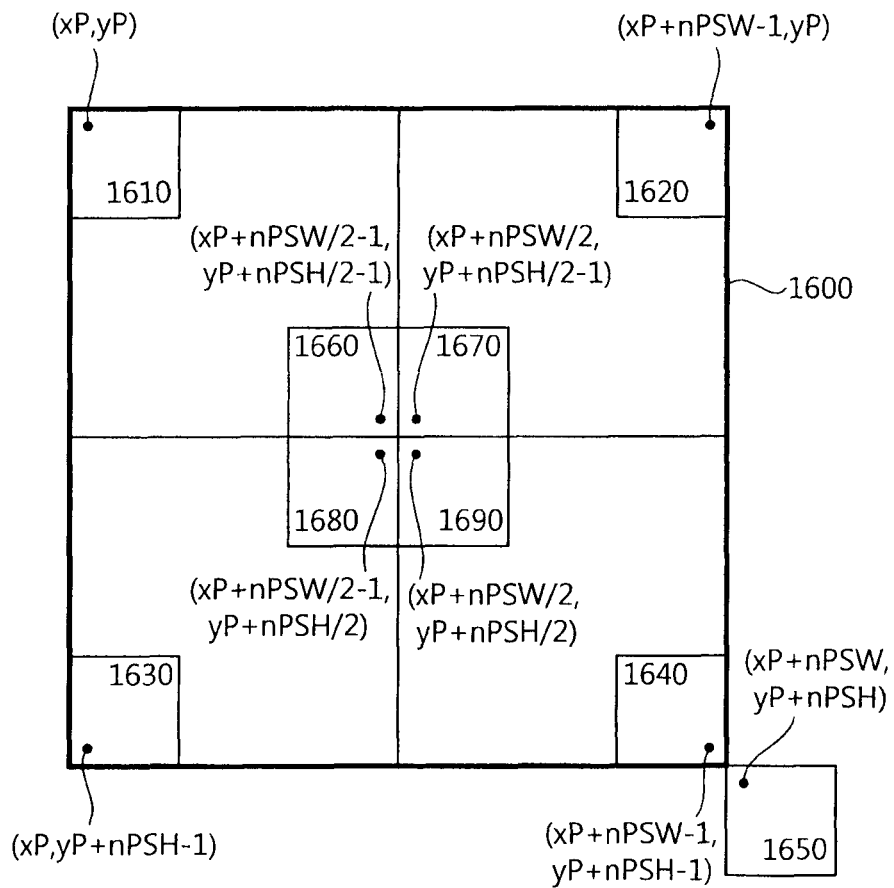 (xP,yP)
(xP+nPSW-1,yP)
1610
1620
(xP+nPSW/2-1,
yP+nPSH/2-1)
(xP+nPSW/2,
yP+nPSH/2-1)
1600
1660
1670
1680
1690
(xP+nPSW/2-1,
yP+nPSH/2)
(xP+nPSW/2,
yP+nPSH/2)
1630
1640
(xP+nPSW,
yP+nPSH)
(xP,yP+nPSH-1)
(xP+nPSW-1,
yP+nPSH-1)
1650